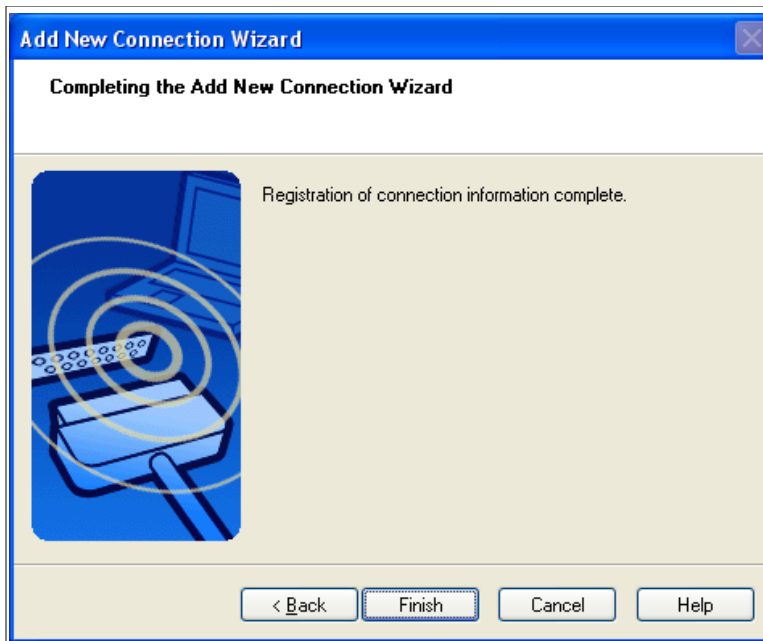 Add New Connection Wizard
Completing the Add New Connection Wizard
Registration of connection information complete.
< Back
Finish
Cancel
Help